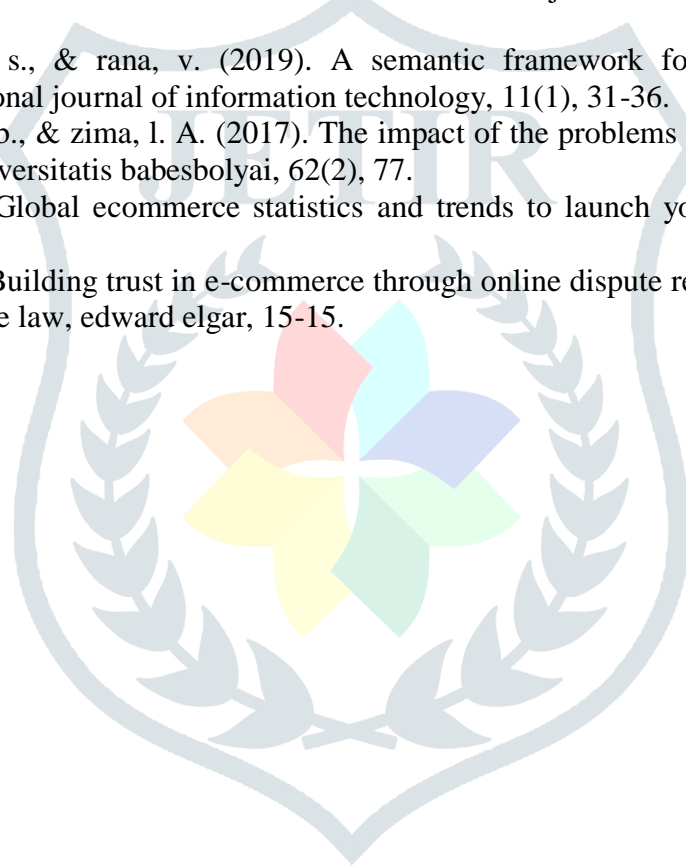 s., & rana, v. (2019). A semantic framework fo
onal journal of information technology, 11(1), 31-36.
b., & zima, l. A. (2017). The impact of the problems
versitatis babesbolyai, 62(2), 77.
Global ecommerce statistics and trends to launch yo
Building trust in e-commerce through online dispute re
e law, edward elgar, 15-15.
JETIR